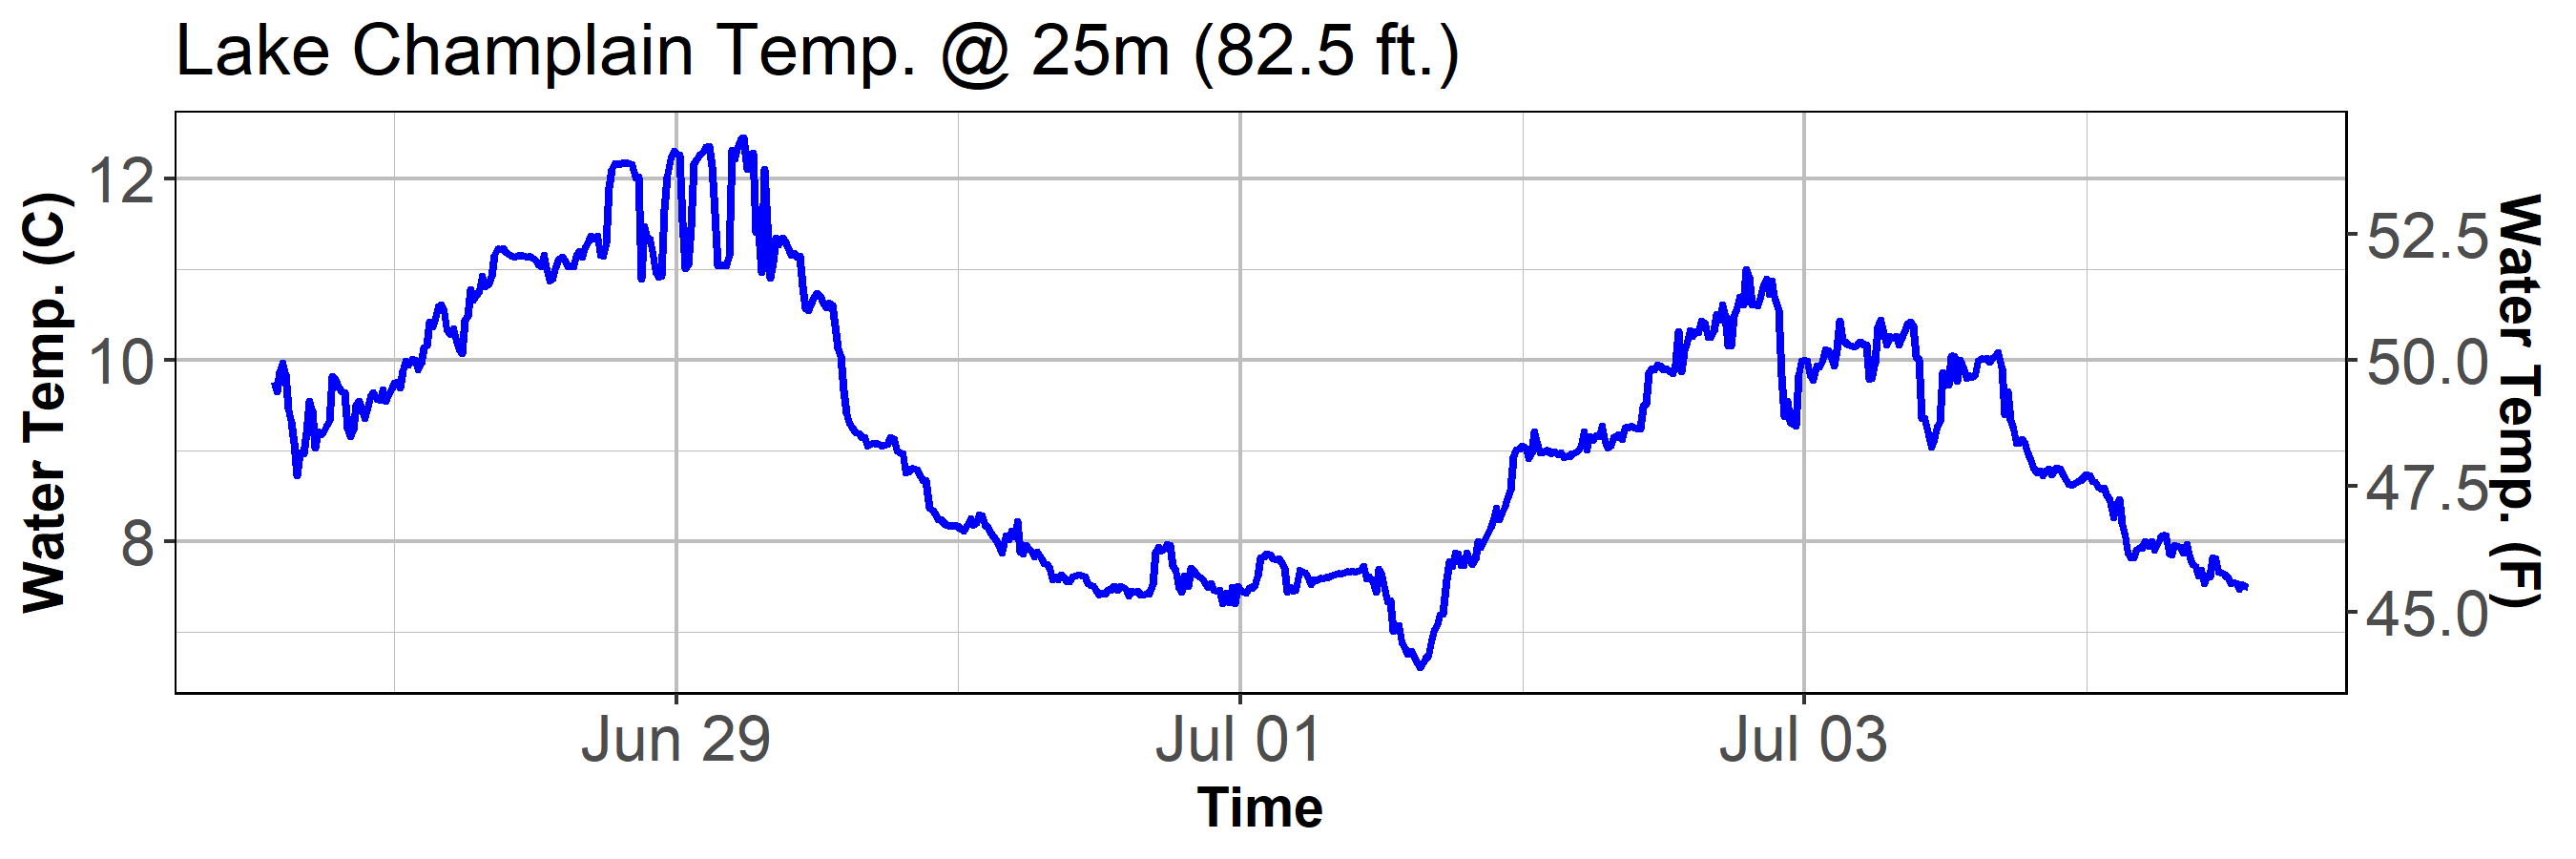 Lake Champlain Temp. @ 25m (82.5 ft.)
Water Temp. (C)
12
10
8
52.5
50.0
47.5
45.0
Water Temp. (F)
Jun 29
Jul 01
Jul 03
Time